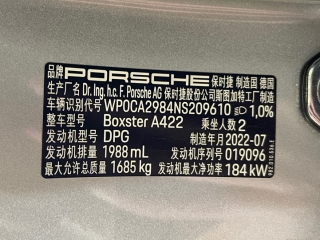 品牌 PORSCHE 保时捷 制造国 德国
生产厂名 Dr. Ing. h.c. F. Porsche AG 保时捷股份公司斯图加特工厂制造
车辆识别代号 WP0CA2984NS209610 1,0%
整车型号 Boxster A422 乘坐人数 2
发动机型号 DPG 制造年月 2022-07
发动机排量 1988 mL 发动机序列号 019096
最大允许总质量 1685 kg 发动机最大净功率 184 kW